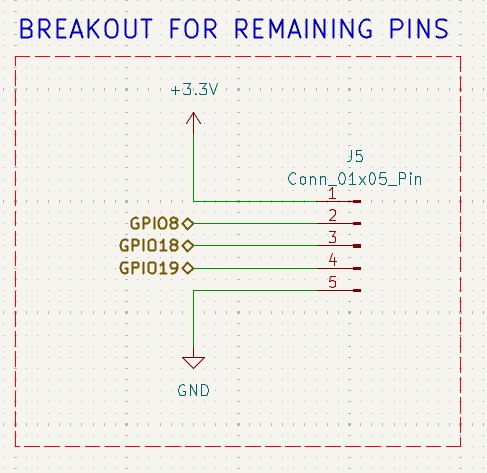 BREAKOUT FOR REMAINING PINS
+3.3V
J5
Conn_01x05_Pin
1
GPIO8 2
GPIO18 3
GPIO19 4
5
GND